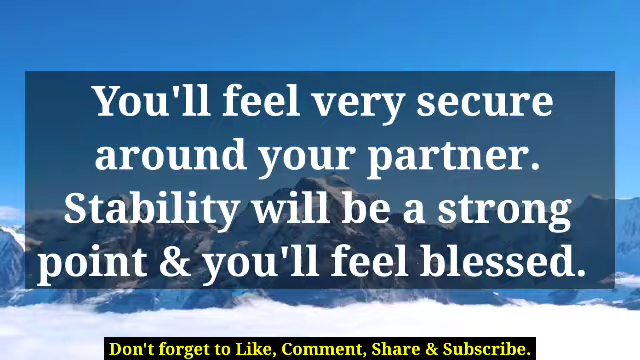 You'll feel very secure
around your partner.
Stability will be a strong
point & you'll feel blessed.
Don't forget to Like, Comment, Share & Subscribe.